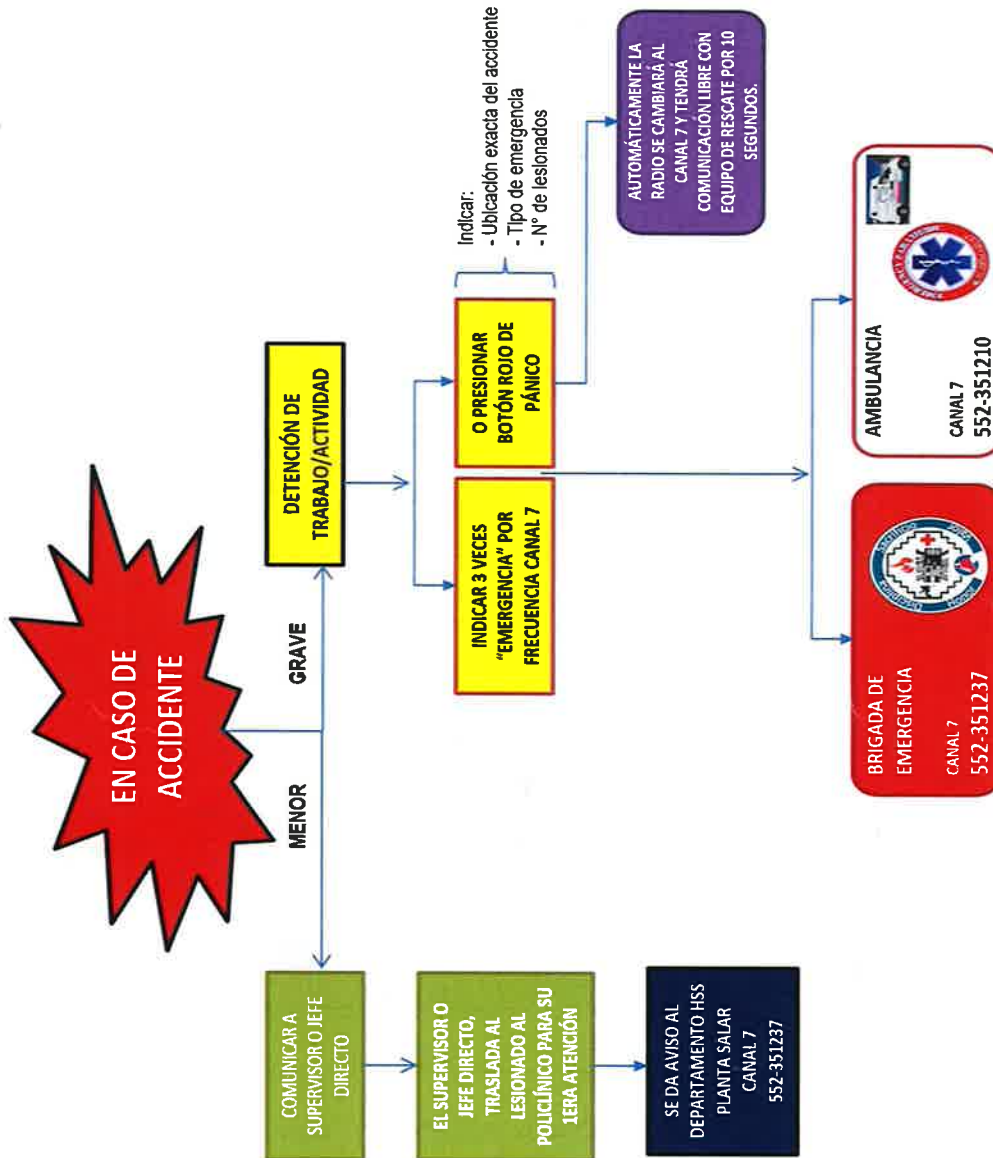 EN CASO DE
ACCIDENTE
MENOR
GRAVE
COMUNICAR A
SUPERVISOR O JEFE
DIRECTO
EL SUPERVISOR O
JEFE DIRECTO,
TRASLADA AL
LESIONADO AL
POLICLÍNICO PARA SU
1ERA ATENCIÓN
SE DA AVISO AL
DEPARTAMENTO HSS
PLANTA SALAR
CANAL 7
552-351237
DETENCIÓN DE
TRABAJO/ACTIVIDAD
INDICAR 3 VECES
"EMERGENCIA" POR
FRECUENCIA CANAL 7
O PRESIONAR
BOTÓN ROJO DE
PÁNICO
Indicar:
- Ubicación exacta del accidente
- Tipo de emergencia
- N° de lesionados
AUTOMÁTICAMENTE LA
RADIO SE CAMBIARÁ AL
CANAL 7 Y TENDRÁ
COMUNICACIÓN LIBRE CON
EQUIPO DE RESCATE POR 10
SEGUNDOS.
BRIGADA DE
EMERGENCIA
CANAL 7
552-351237
Disciplina
Sacrificio
Honor
AMBULANCIA
CANAL 7
552-351210